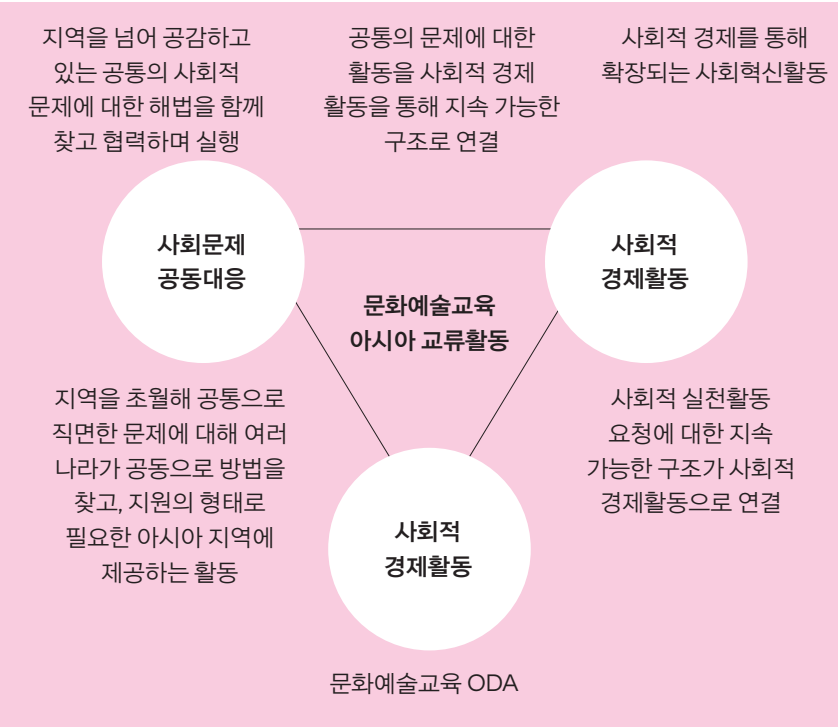 지역을 넘어 공감하고
있는 공통의 사회적
문제에 대한 해법을 함께
찾고 협력하며 실행
공통의 문제에 대한
활동을 사회적 경제
활동을 통해 지속 가능한
구조로 연결
사회적 경제를 통해
확장되는 사회혁신활동
사회문제
공동대응
사회적
경제활동
문화예술교육
아시아 교류활동
지역을 초월해 공통으로
직면한 문제에 대해 여러
나라가 공동으로 방법을
찾고, 지원의 형태로
필요한 아시아 지역에
제공하는 활동
사회적 실천활동
요청에 대한 지속
가능한 구조가 사회적
경제활동으로 연결
사회적
경제활동
문화예술교육 ODA